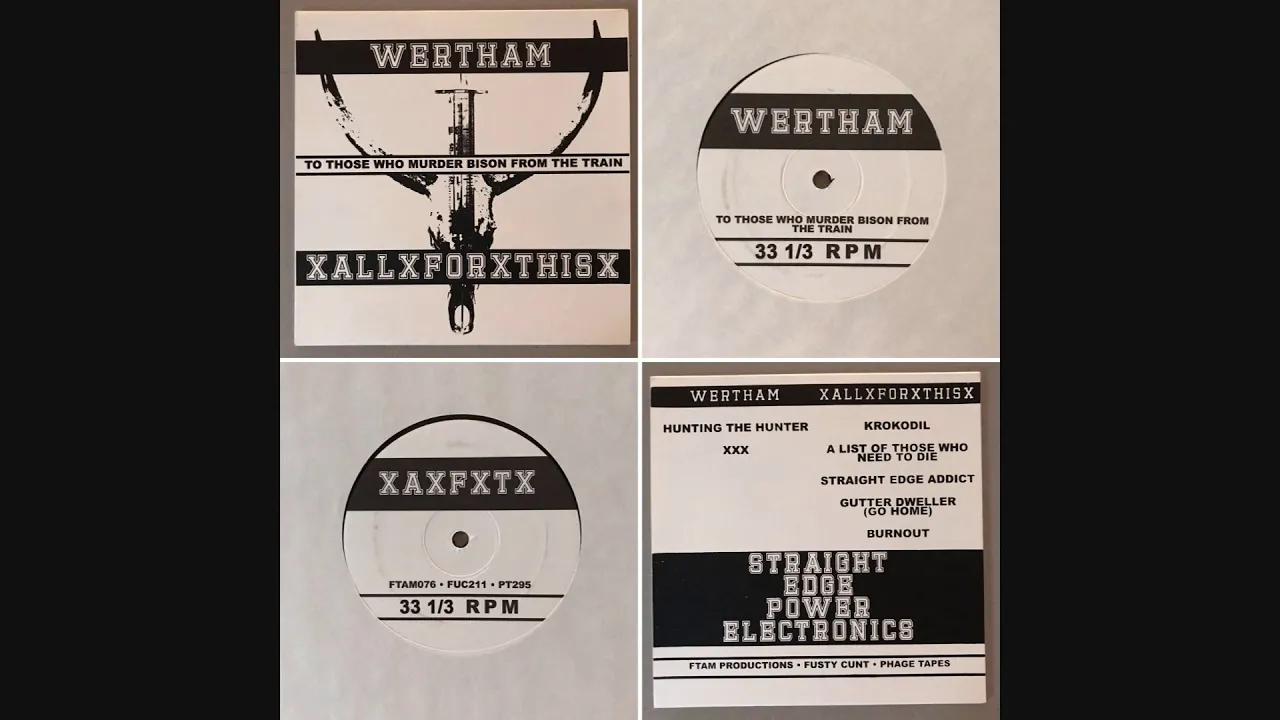 WERTHAM
TO THOSE WHO MURDER BISON FROM THE TRAIN
XALLXFORXTHISX
WERTHAM
TO THOSE WHO MURDER BISON FROM
THE TRAIN
33 1/3 RPM
XAXFXTX
FTAM076 • FUC211 • PT295
33 1/3 RPM
WERTHAM XALLXFORXTHISX
HUNTING THE HUNTER
XXX
KROKODIL
A LIST OF THOSE WHO
NEED TO DIE
STRAIGHT EDGE ADDICT
GUTTER DWELLER
(GO HOME)
BURNOUT
STRAIGHT
EDGE
POWER
ELECTRONICS
FTAM PRODUCTIONS • FUSTY CUNT • PHAGE TAPES